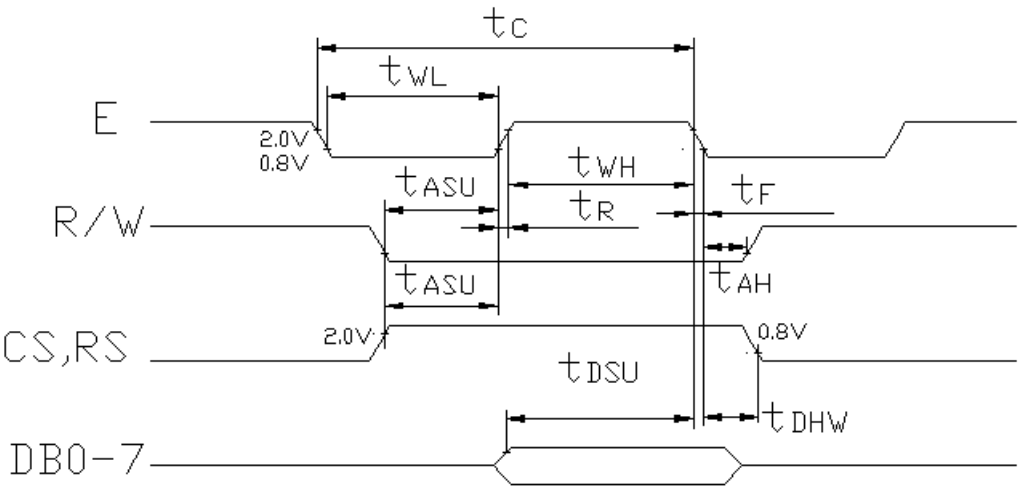 tC
tWL
E
2.0V
0.8V
tWH
tASU
tF
tR
R/W
tASU
tAH
2.0V
0.8V
CS,RS
tDSU
tDHW
DB0-7